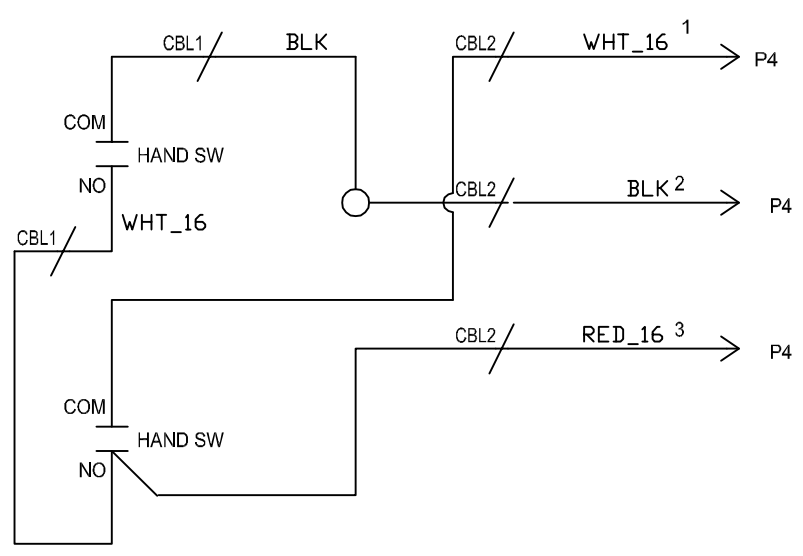 CBL1
BLK
CBL2
WHT_16
1
P4
COM
HAND SW
NO
CBL2
BLK
2
P4
WHT_16
CBL1
CBL2
RED_16
3
P4
COM
HAND SW
NO